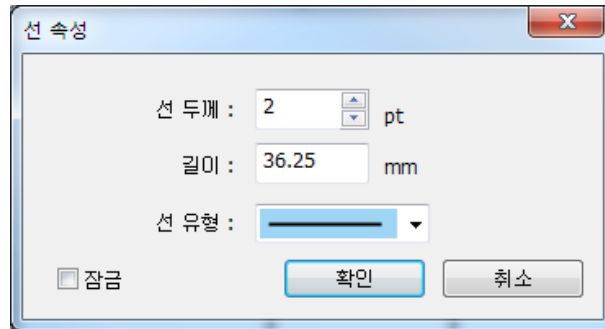 선 속성
선 두께 : 2 pt
길이 : 36.25 mm
선 유형 :
잠금 확인 취소